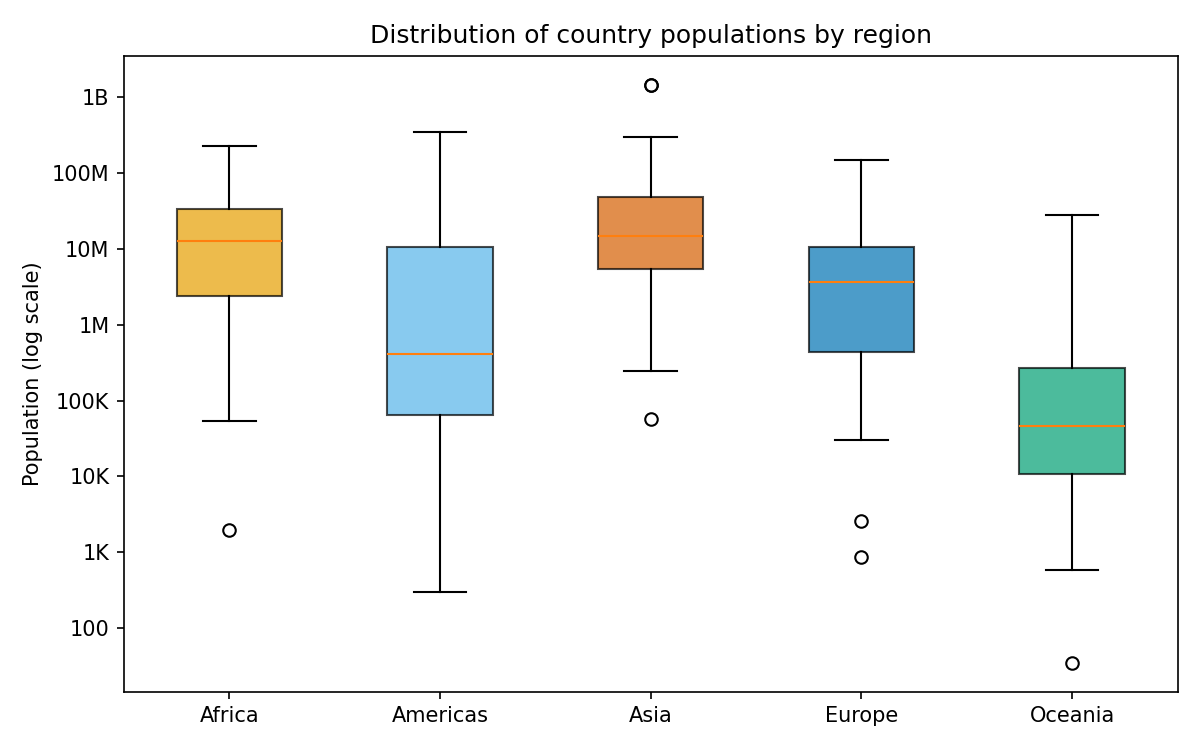 Distribution of country populations by region
Population (log scale)
1B
100M
10M
1M
100K
10K
1K
100
Africa
Americas
Asia
Europe
Oceania